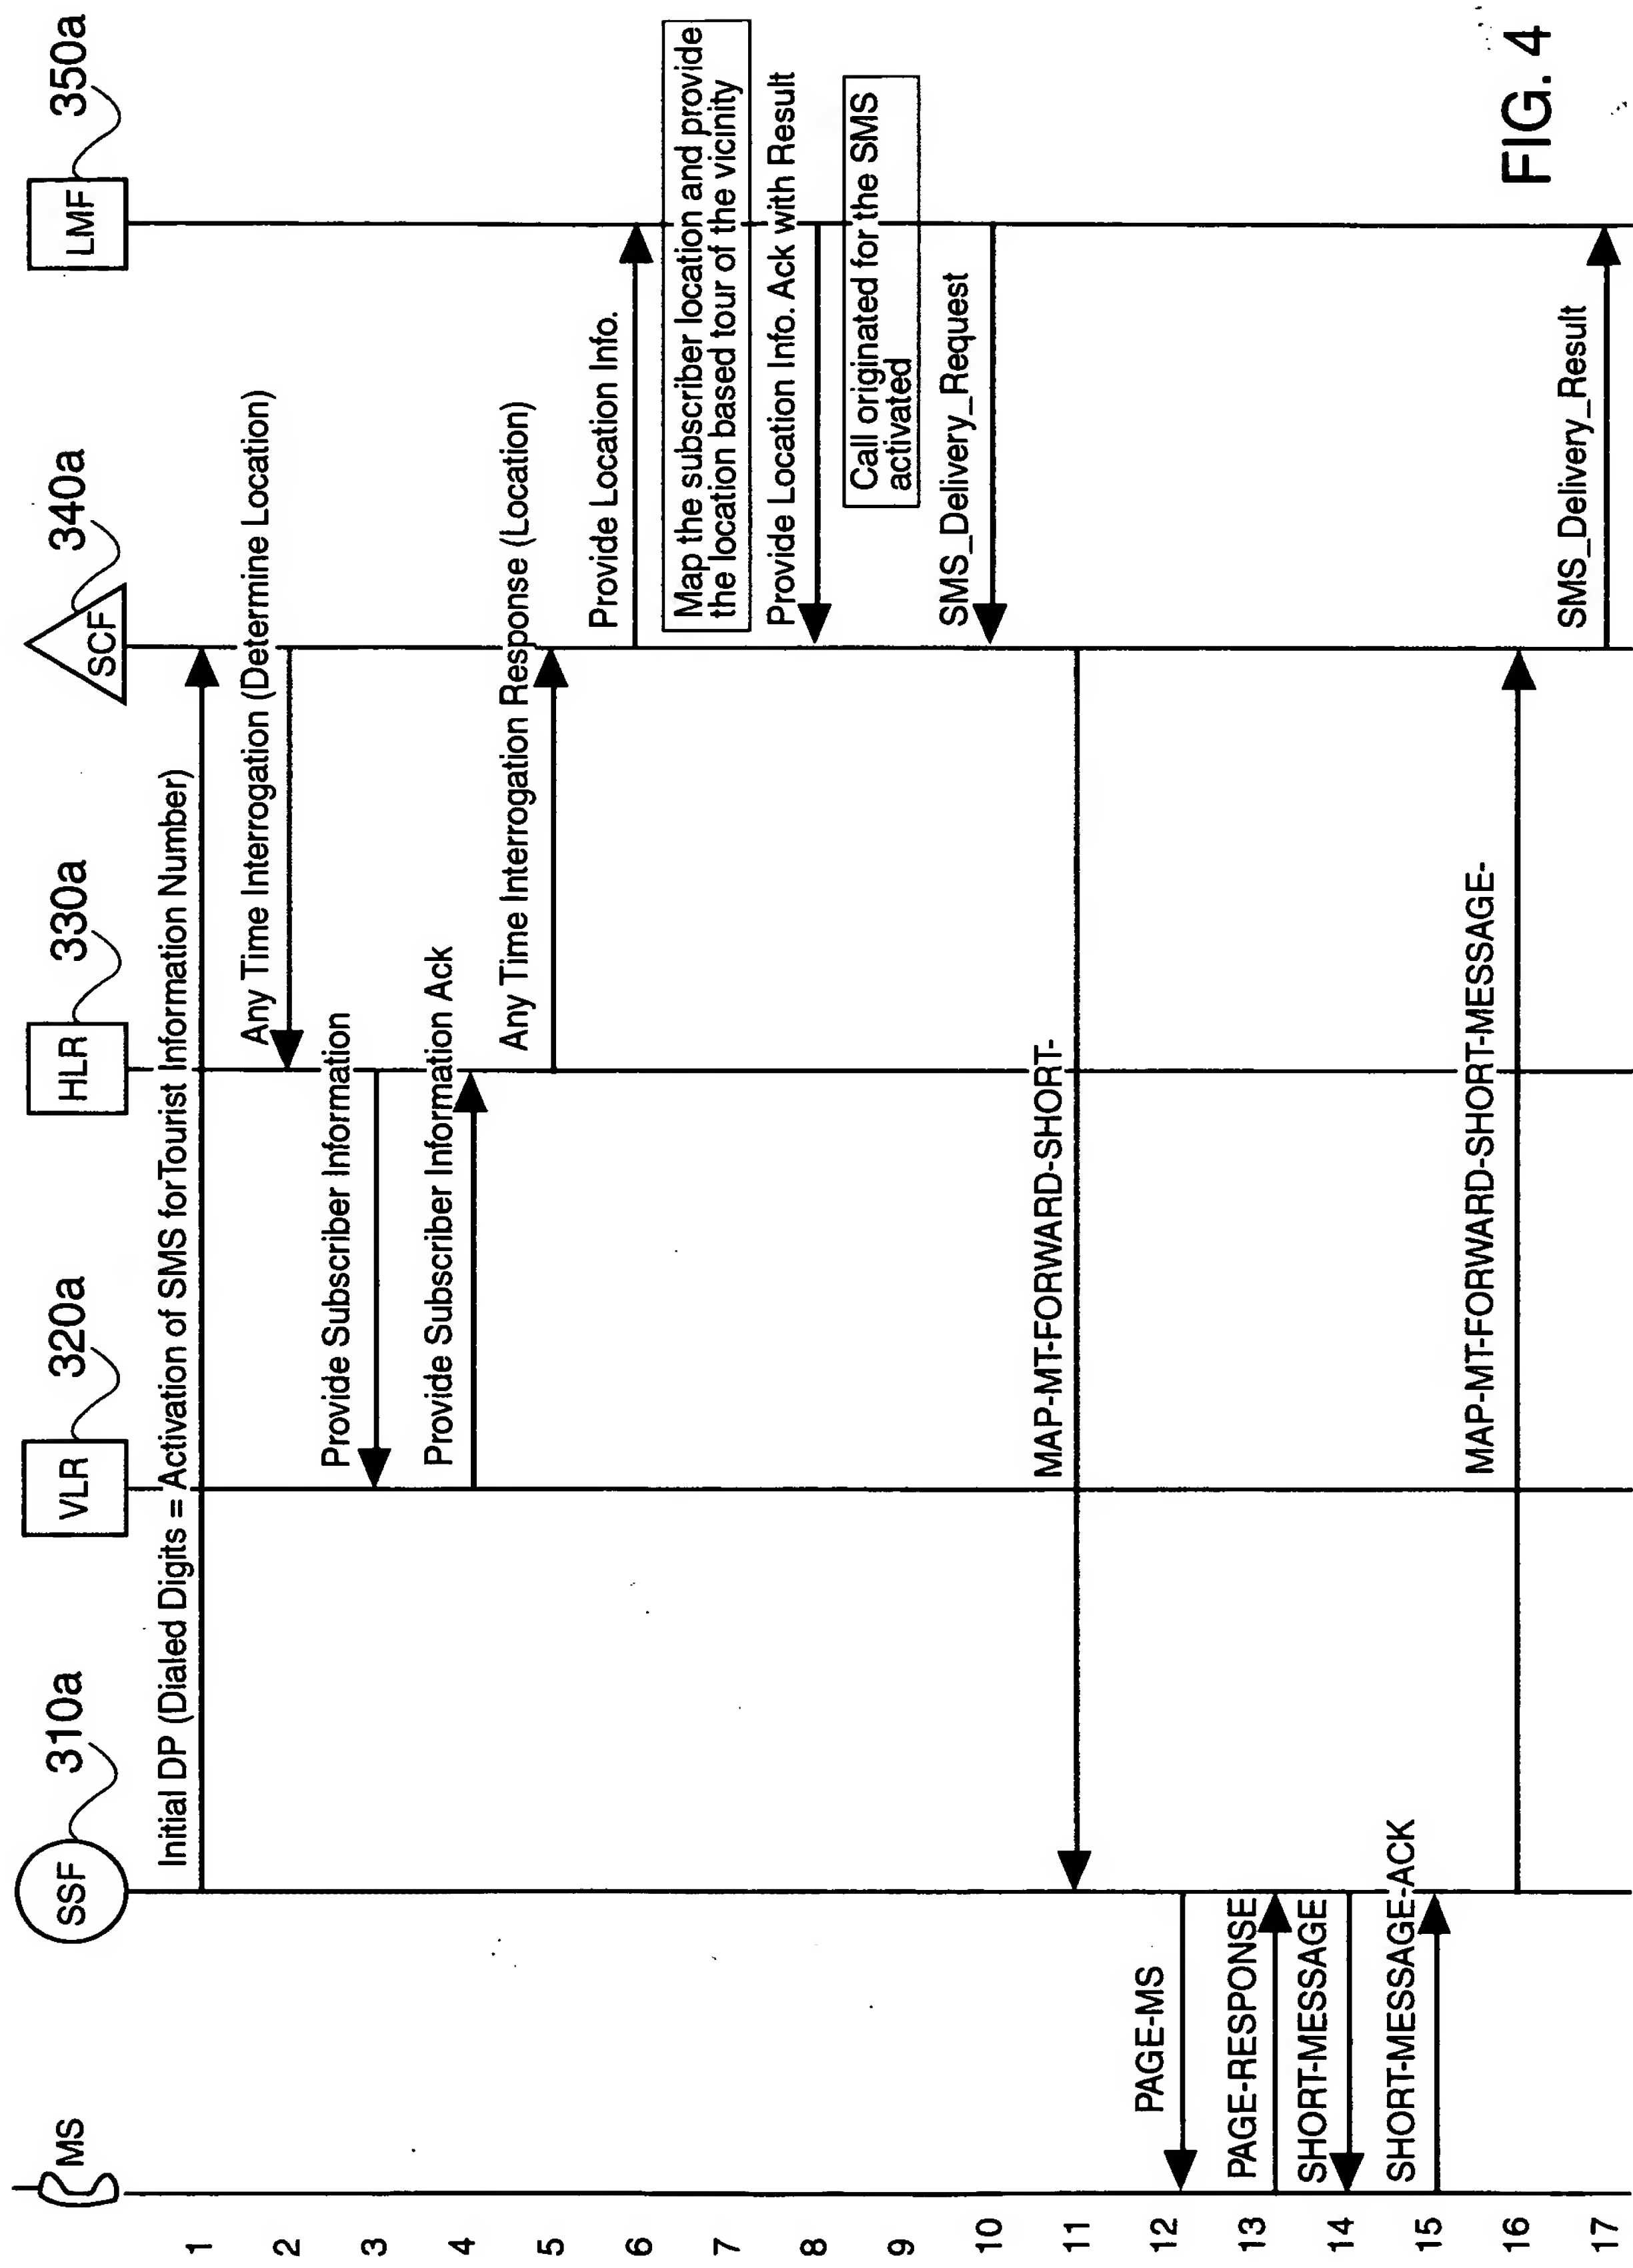 MS
SSF
310a
VLR
320a
HLR
330a
SCF
340a
LMF
350a
1
Initial DP (Dialed Digits = Activation of SMS for Tourist Information Number)
2
Any Time Interrogation (Determine Location)
3
Provide Subscriber Information
4
Provide Subscriber Information Ack
5
Any Time Interrogation Response (Location)
6
Provide Location Info.
7
Map the subscriber location and provide
the location based tour of the vicinity
8
Provide Location Info. Ack with Result
9
Call originated for the SMS
activated
10
SMS_Delivery_Request
11
MAP-MT-FORWARD-SHORT-
12
PAGE-MS
13
PAGE-RESPONSE
14
SHORT-MESSAGE
15
SHORT-MESSAGE-ACK
16
MAP-MT-FORWARD-SHORT-MESSAGE-
17
SMS_Delivery_Result
FIG. 4